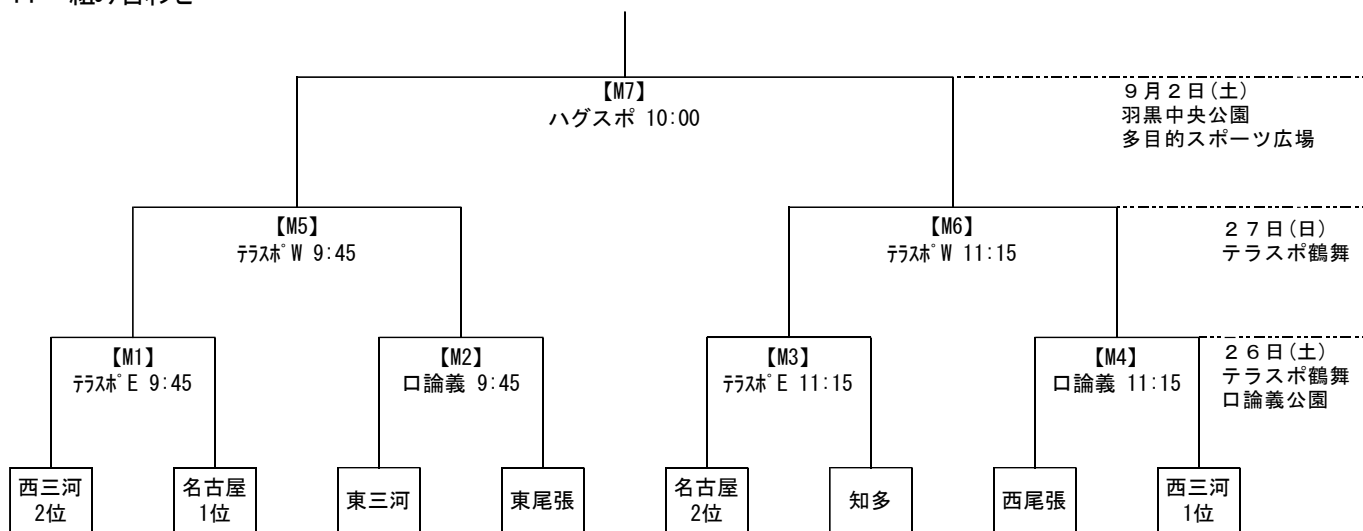 【M7】
ハグスポ 10:00
９月２日(土)
羽黒中央公園
多目的スポーツ広場
【M5】
ﾃﾗｽﾎﾟW 9:45
【M6】
ﾃﾗｽﾎﾟW 11:15
２７日(日)
テラスポ鶴舞
【M1】
ﾃﾗｽﾎﾟE 9:45
【M2】
口論義 9:45
【M3】
ﾃﾗｽﾎﾟE 11:15
【M4】
口論義 11:15
２６日(土)
テラスポ鶴舞
口論義公園
西三河
2位
名古屋
1位
東三河
東尾張
名古屋
2位
知多
西尾張
西三河
1位